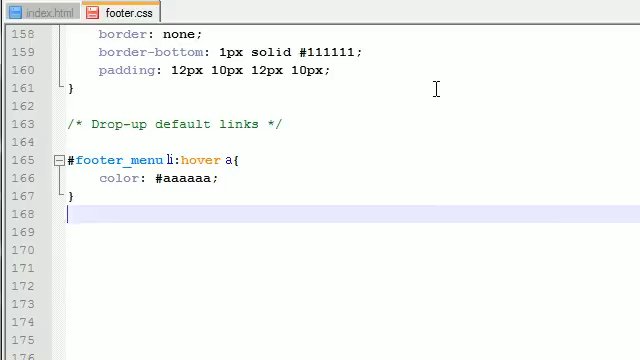 index.html footer.css
158 border: none;
159 border-bottom: 1px solid #111111;
160 padding: 12px 10px 12px 10px;
161 }
162
163 /* Drop-up default links */
164
165 #footer_menu li:hover a{
166 color: #aaaaaa;
167 }
168
169
170
171
172
173
174
175
176